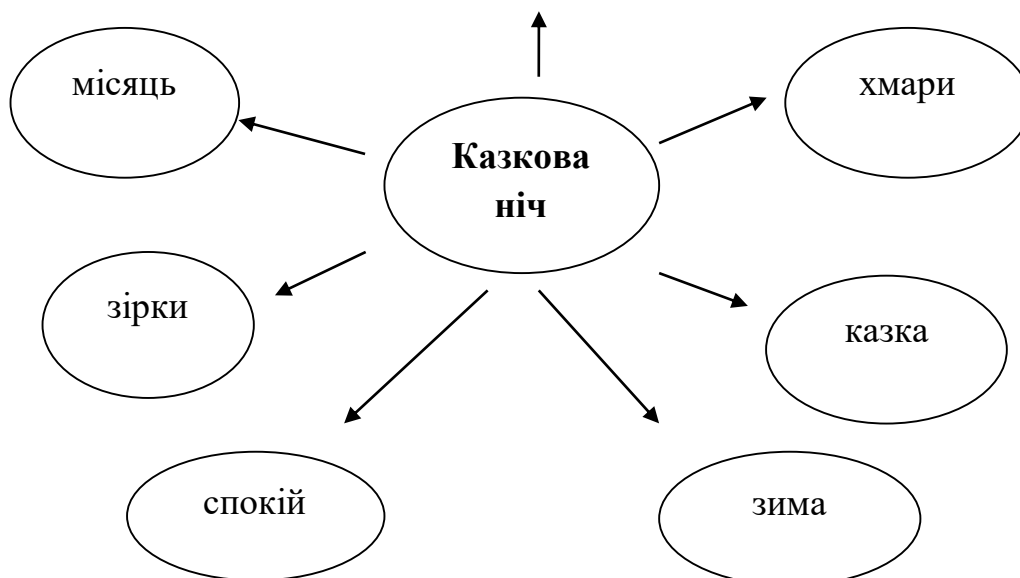 місяць
хмари
Казкова
ніч
зірки
казка
спокій
зима